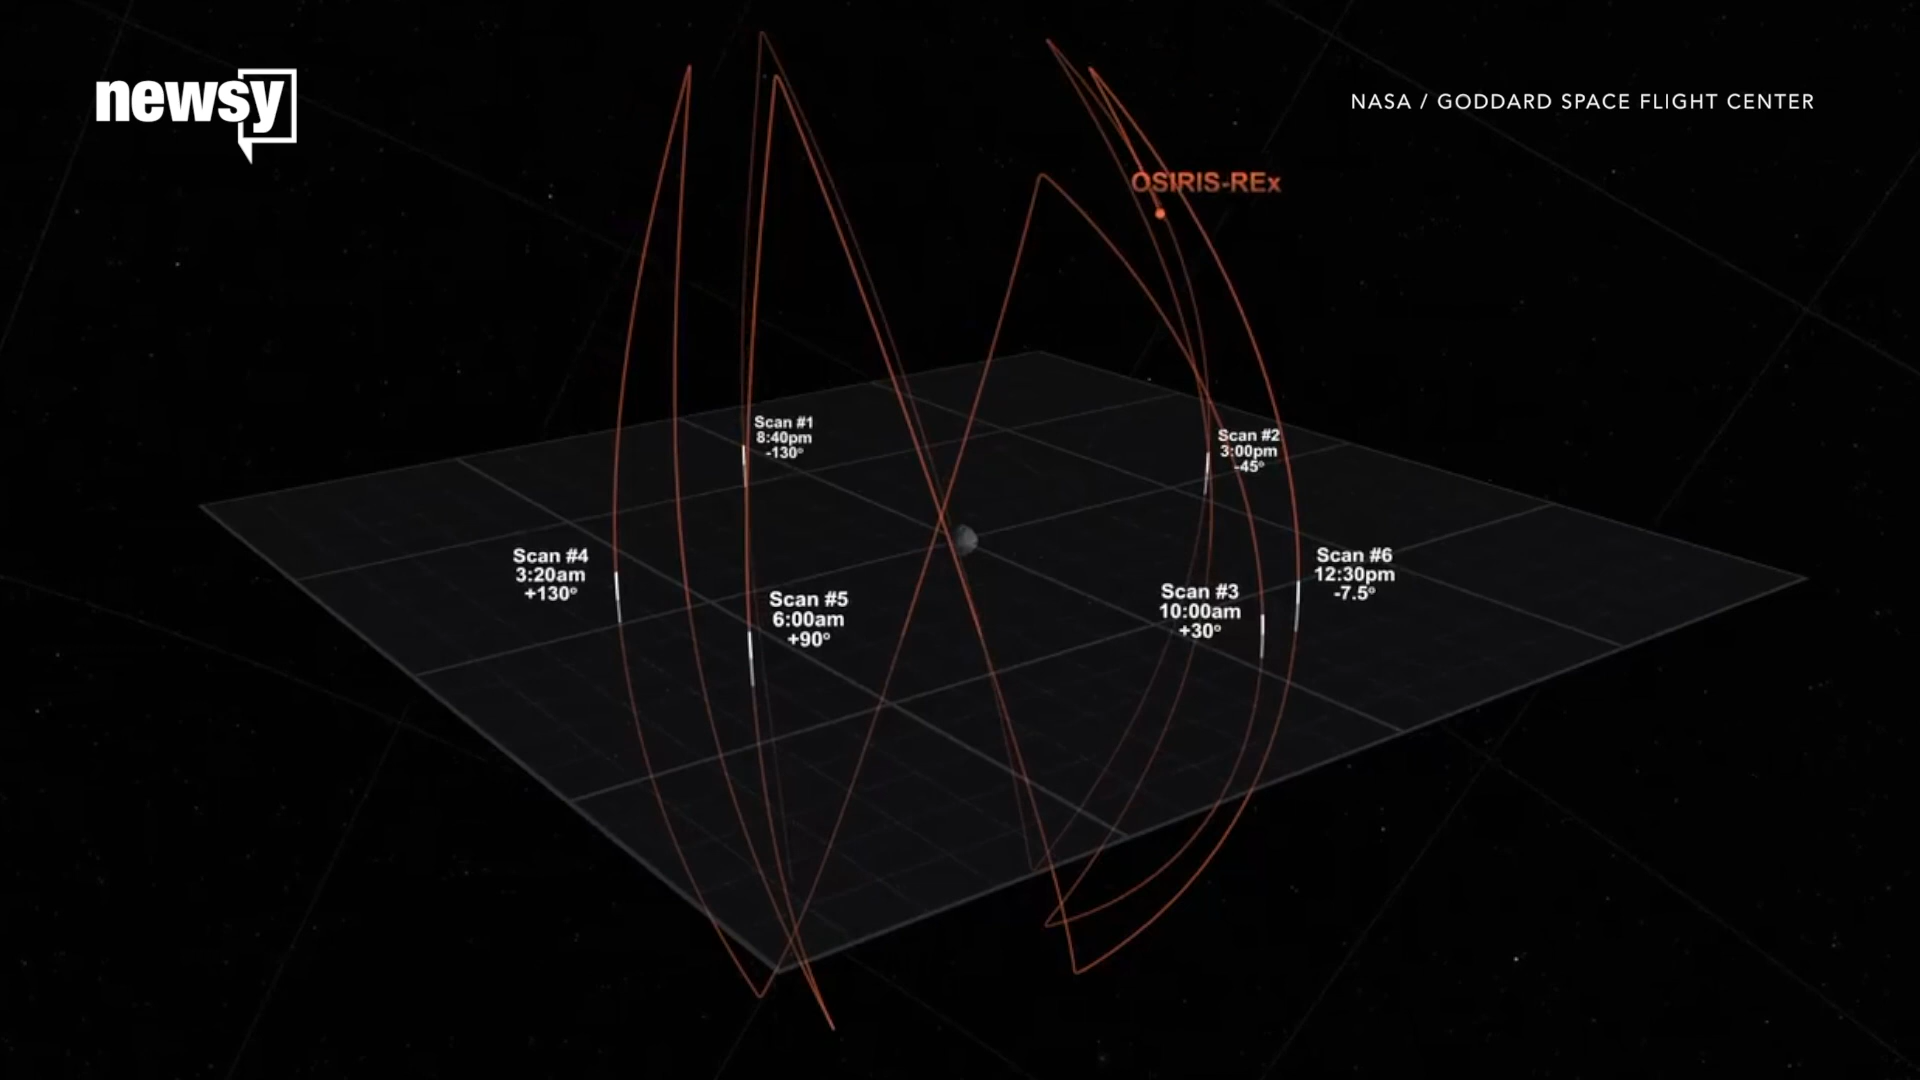 newsy
NASA / GODDARD SPACE FLIGHT CENTER
OSIRIS-REx
Scan #1
8:40pm
-130°
Scan #2
3:00pm
-45°
Scan #4
3:20am
+130°
Scan #5
6:00am
+90°
Scan #3
10:00am
+30°
Scan #6
12:30pm
-7.5°